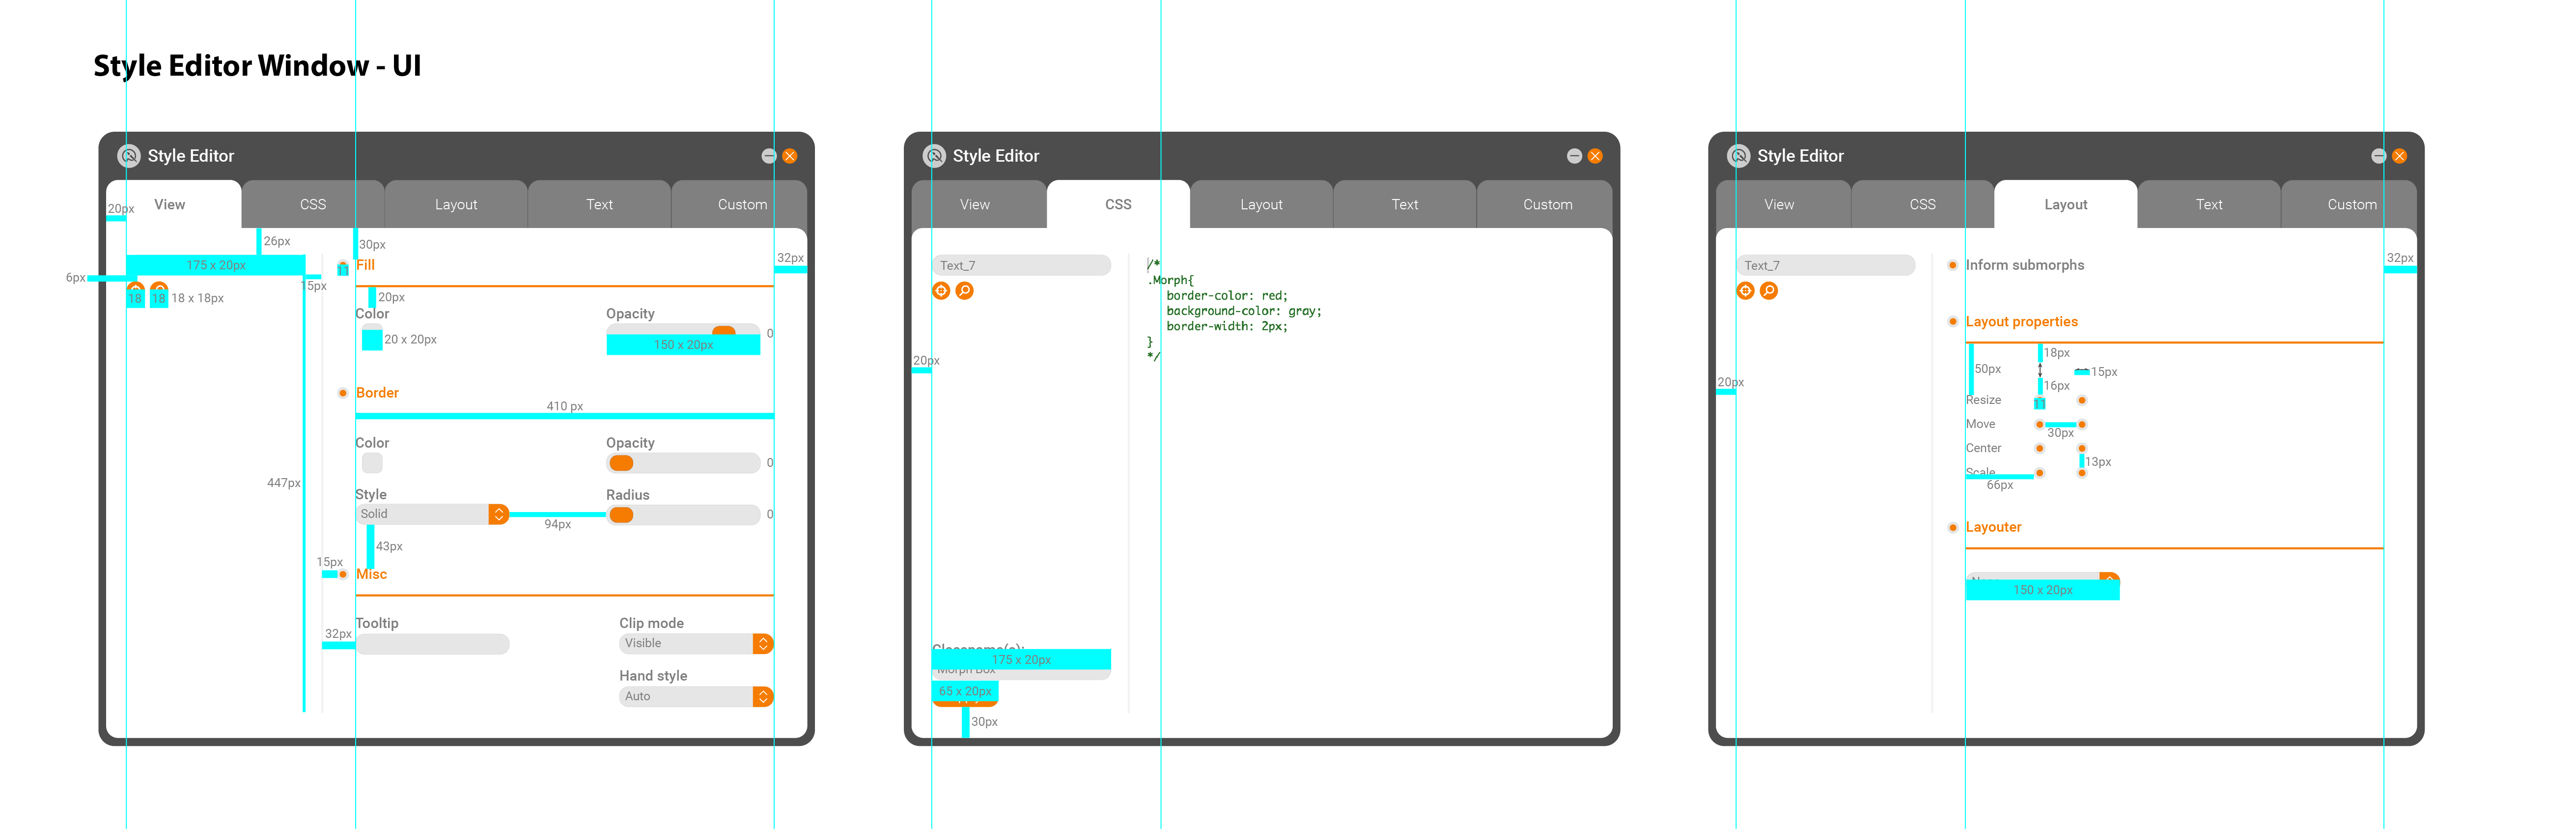 Style Editor Window - UI
Style Editor
View
CSS
Layout
Text
Custom
20px
26px
30px
32px
175 x 20px
11
Fill
6px
15px
18
18
18 x 18px
20px
Color
Opacity
20 x 20px
0
150 x 20px
Border
410 px
Color
Opacity
0
447px
Style
Radius
Solid
0
94px
43px
15px
Misc
Tooltip
Clip mode
32px
Visible
Hand style
Auto
Style Editor
View
CSS
Layout
Text
Custom
Text_7
/*
.Morph{
border-color: red;
background-color: gray;
border-width: 2px;
}
*/
20px
Classname(s):
175 x 20px
Morph Box
65 x 20px
30px
Style Editor
View
CSS
Layout
Text
Custom
Text_7
Inform submorphs
32px
Layout properties
18px
50px
15px
16px
20px
Resize
11
Move
30px
Center
13px
Scale
66px
Layouter
150 x 20px